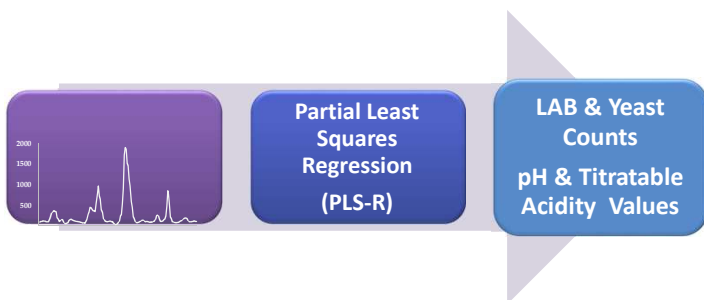 2000
1500
1000
500
Partial Least
Squares
Regression
(PLS-R)
LAB & Yeast
Counts
pH & Titratable
Acidity Values